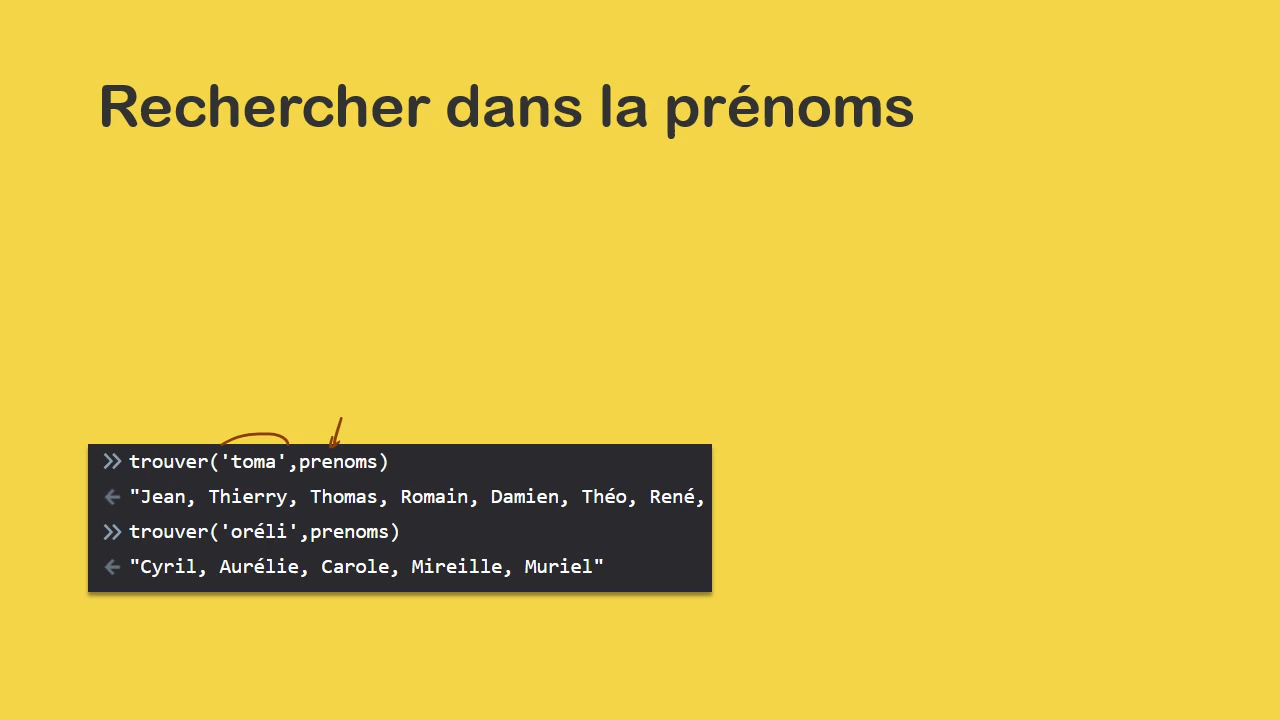 Rechercher dans la prénoms
trouver('toma',prenoms)
"Jean, Thierry, Thomas, Romain, Damien, Théo, René,
trouver('oréli',prenoms)
"Cyril, Aurélie, Carole, Mireille, Muriel"